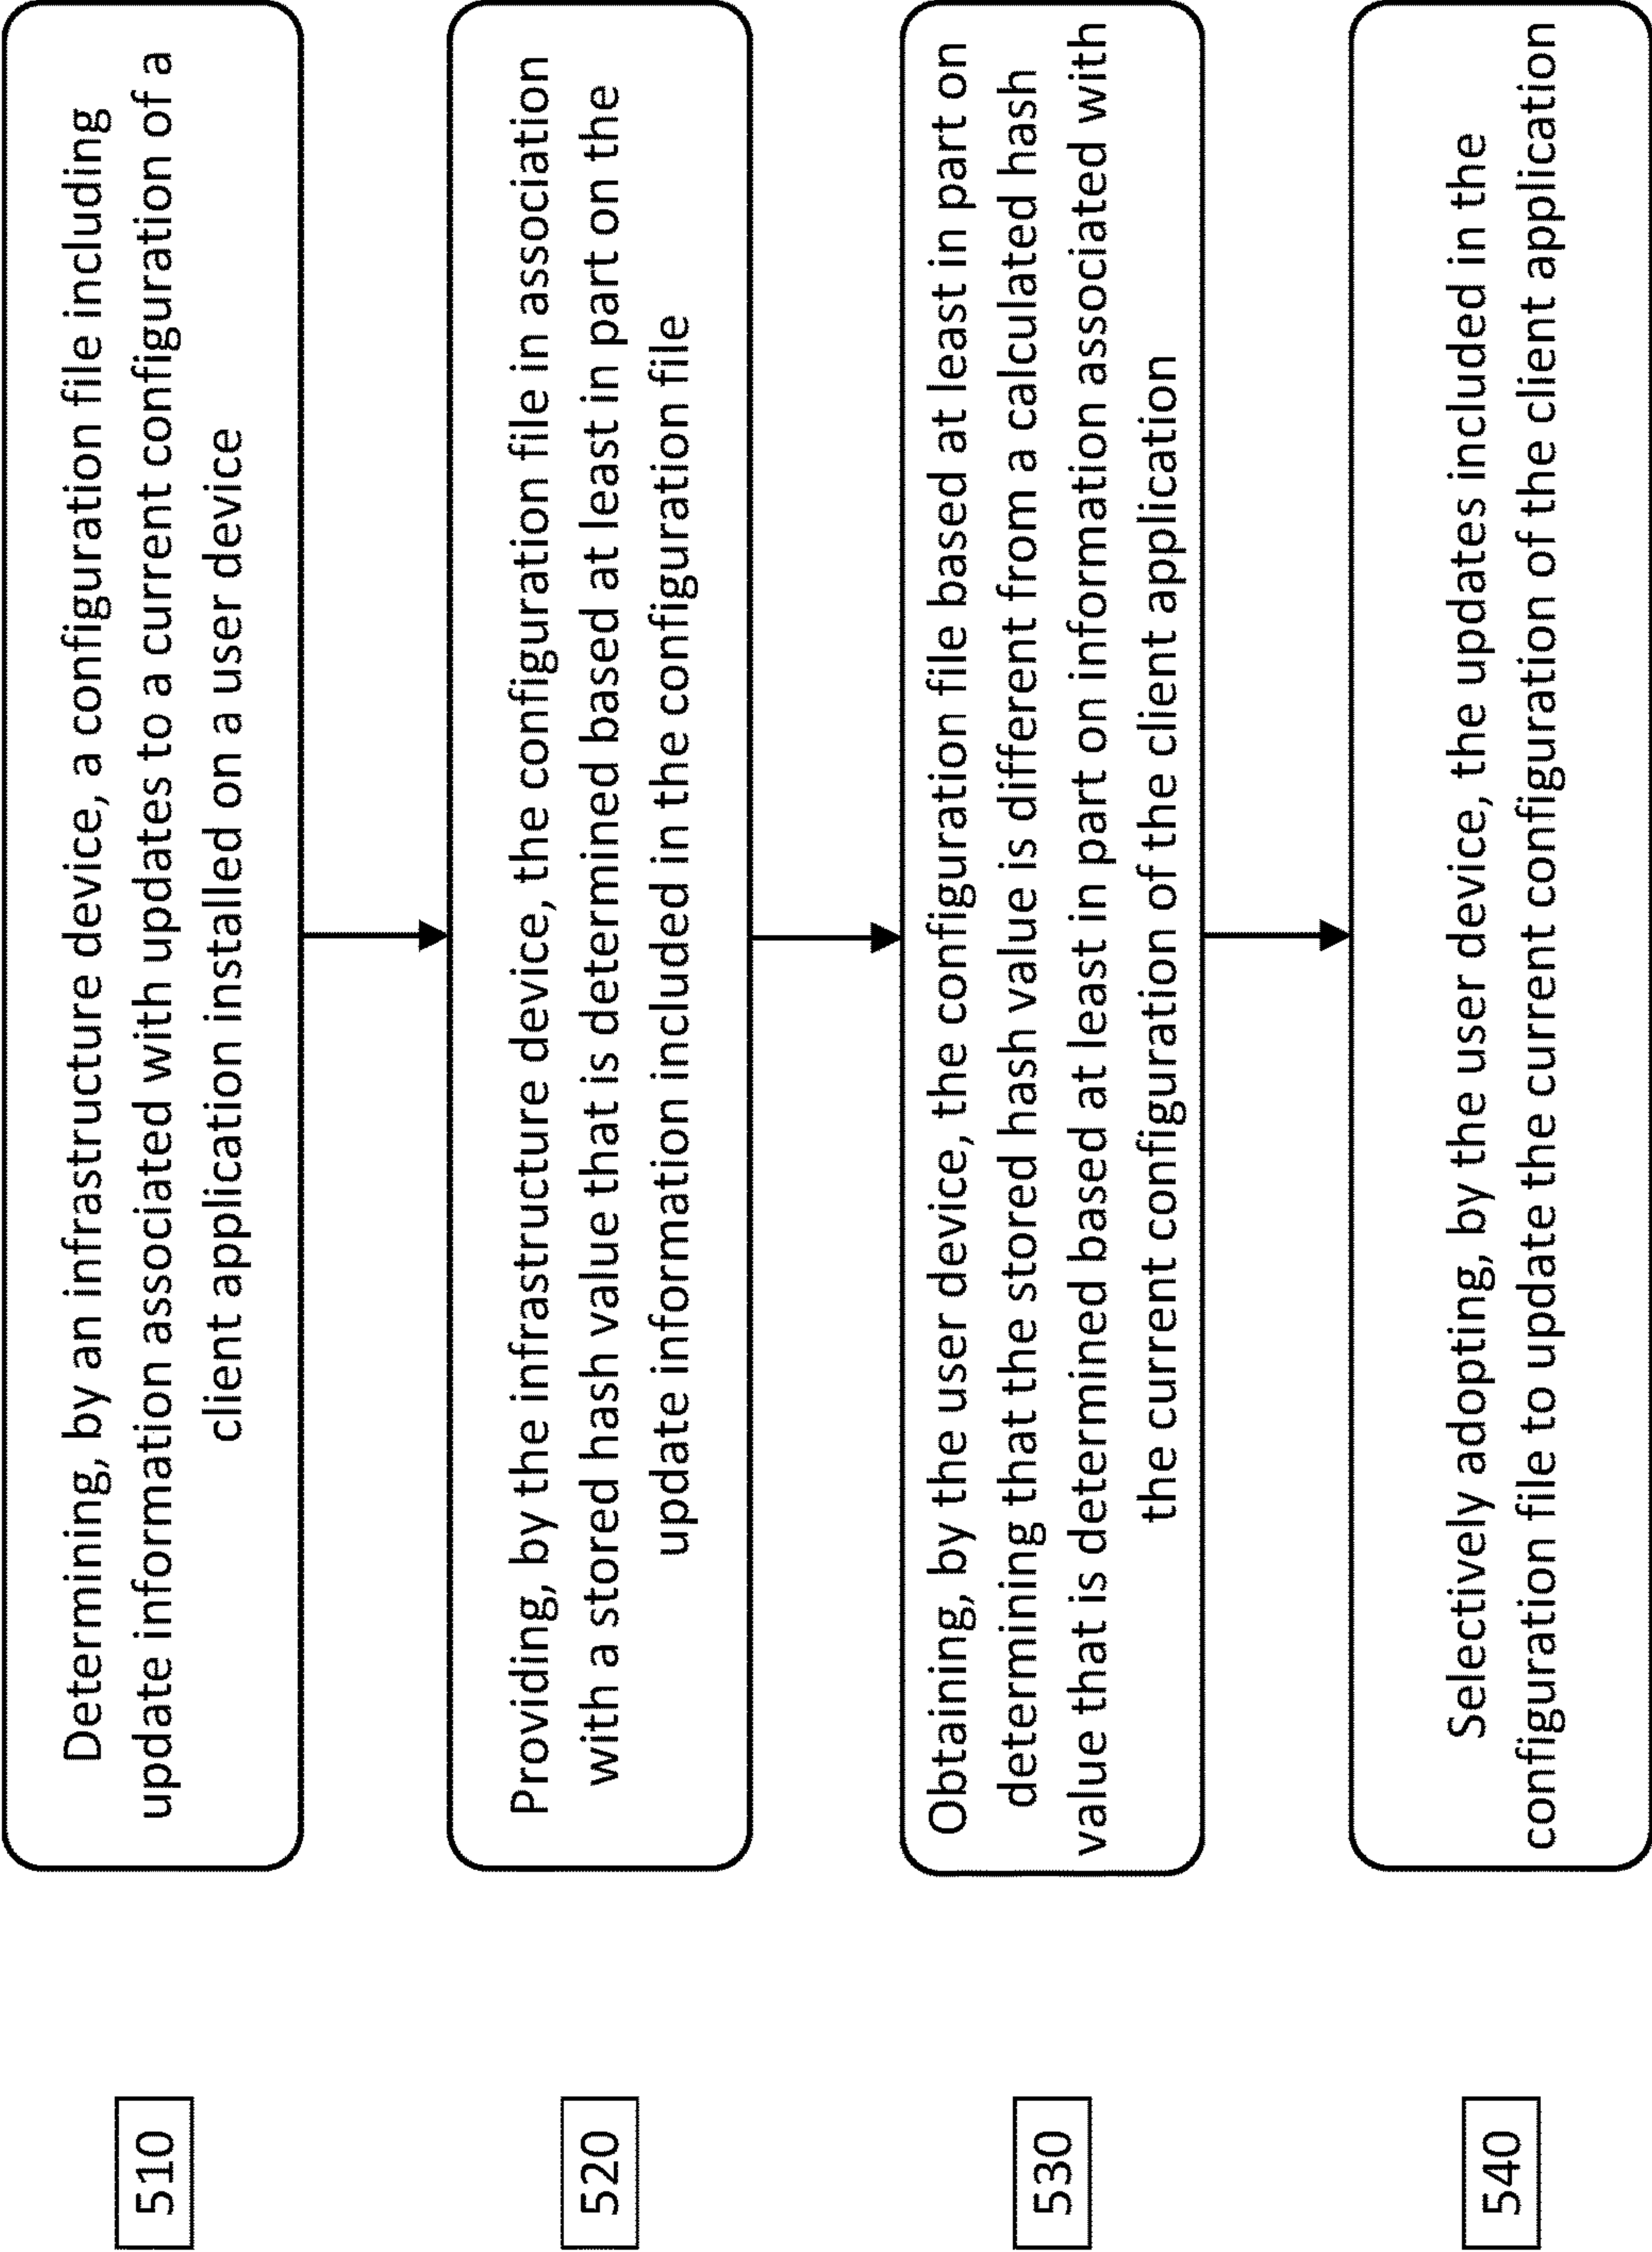 510
Determining, by an infrastructure device, a configuration file including
update information associated with updates to a current configuration of a
client application installed on a user device
520
Providing, by the infrastructure device, the configuration file in association
with a stored hash value that is determined based at least in part on the
update information included in the configuration file
530
Obtaining, by the user device, the configuration file based at least in part on
determining that the stored hash value is different from a calculated hash
value that is determined based at least in part on information associated with
the current configuration of the client application
540
Selectively adopting, by the user device, the updates included in the
configuration file to update the current configuration of the client application